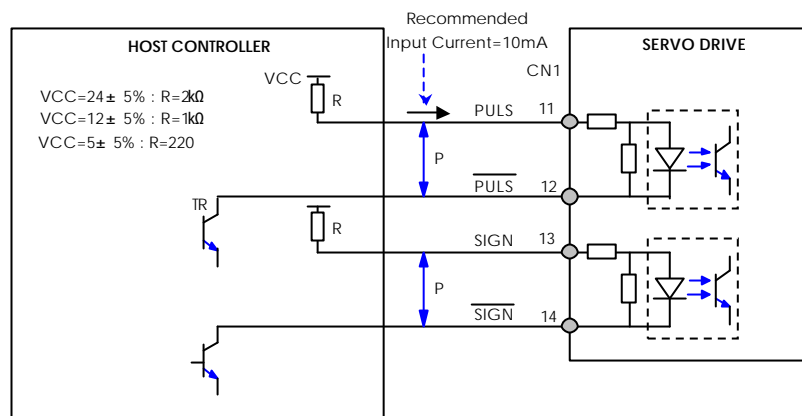 Recommended
Input Current=10mA
HOST CONTROLLER
SERVO DRIVE
CN1
VCC
VCC=24± 5% : R=2kΩ
VCC=12± 5% : R=1kΩ
VCC=5± 5% : R=220
R
PULS
11
P
PULS
12
TR
R
SIGN
13
P
SIGN
14